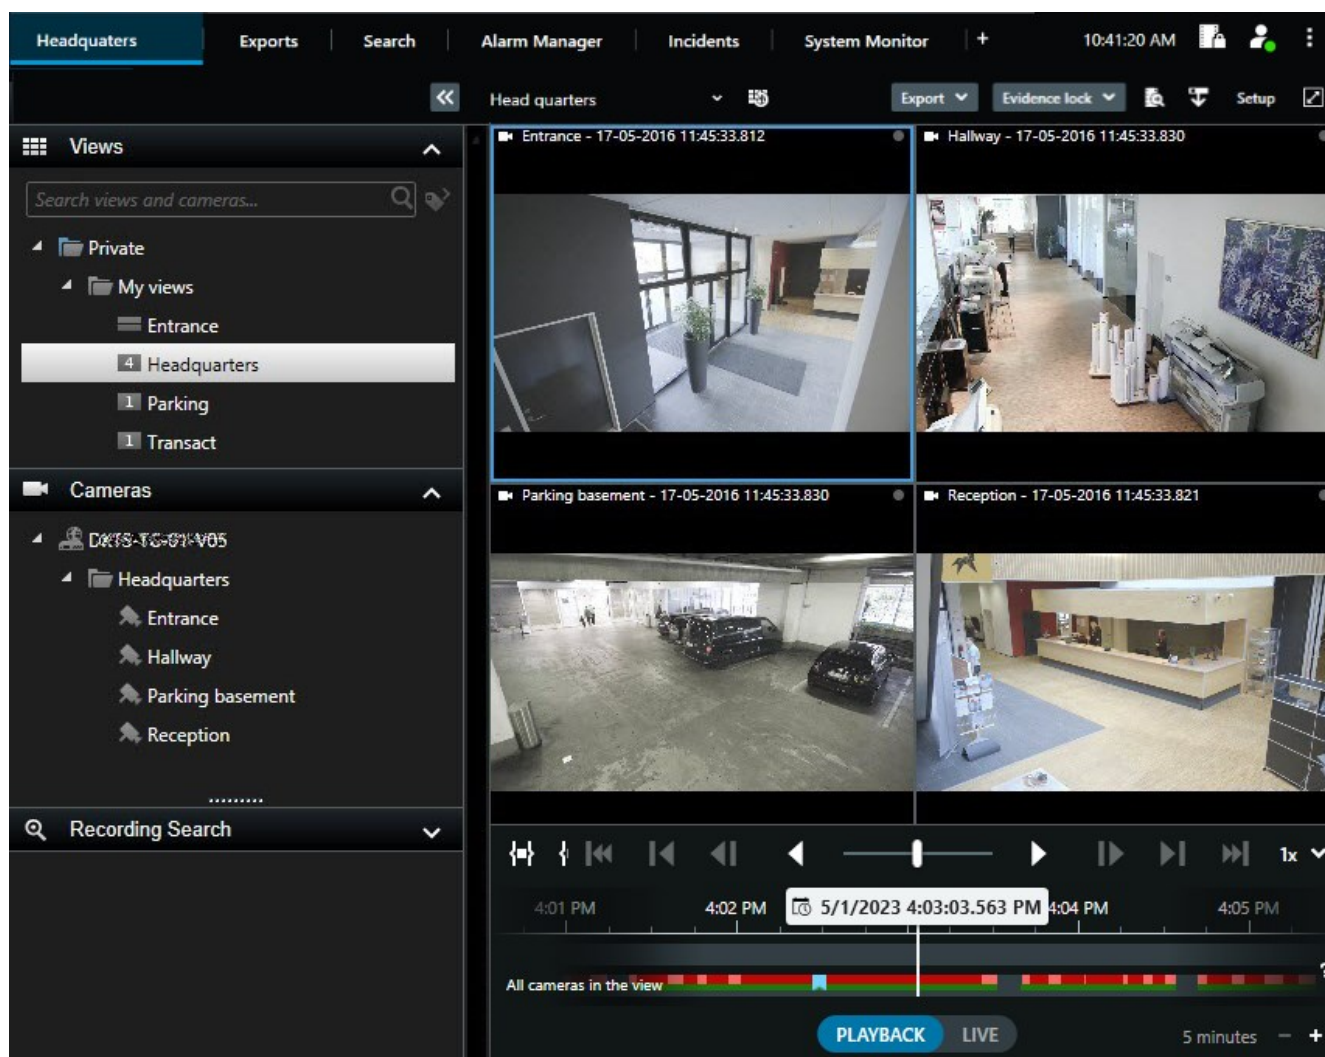 Headquaters Exports Search Alarm Manager Incidents System Monitor + 10:41:20 AM
Head quarters Export Evidence lock Setup
Views
Search views and cameras...
Private
My views
Entrance
4 Headquarters
1 Parking
1 Transact
Cameras
Headquarters
Entrance
Hallway
Parking basement
Reception
Recording Search
Entrance - 17-05-2016 11:45:33.812
Hallway - 17-05-2016 11:45:33.830
Parking basement - 17-05-2016 11:45:33.830
Reception - 17-05-2016 11:45:33.821
1x
4:01 PM 4:02 PM 5/1/2023 4:03:03.563 PM 4:04 PM 4:05 PM
All cameras in the view
PLAYBACK LIVE 5 minutes - +